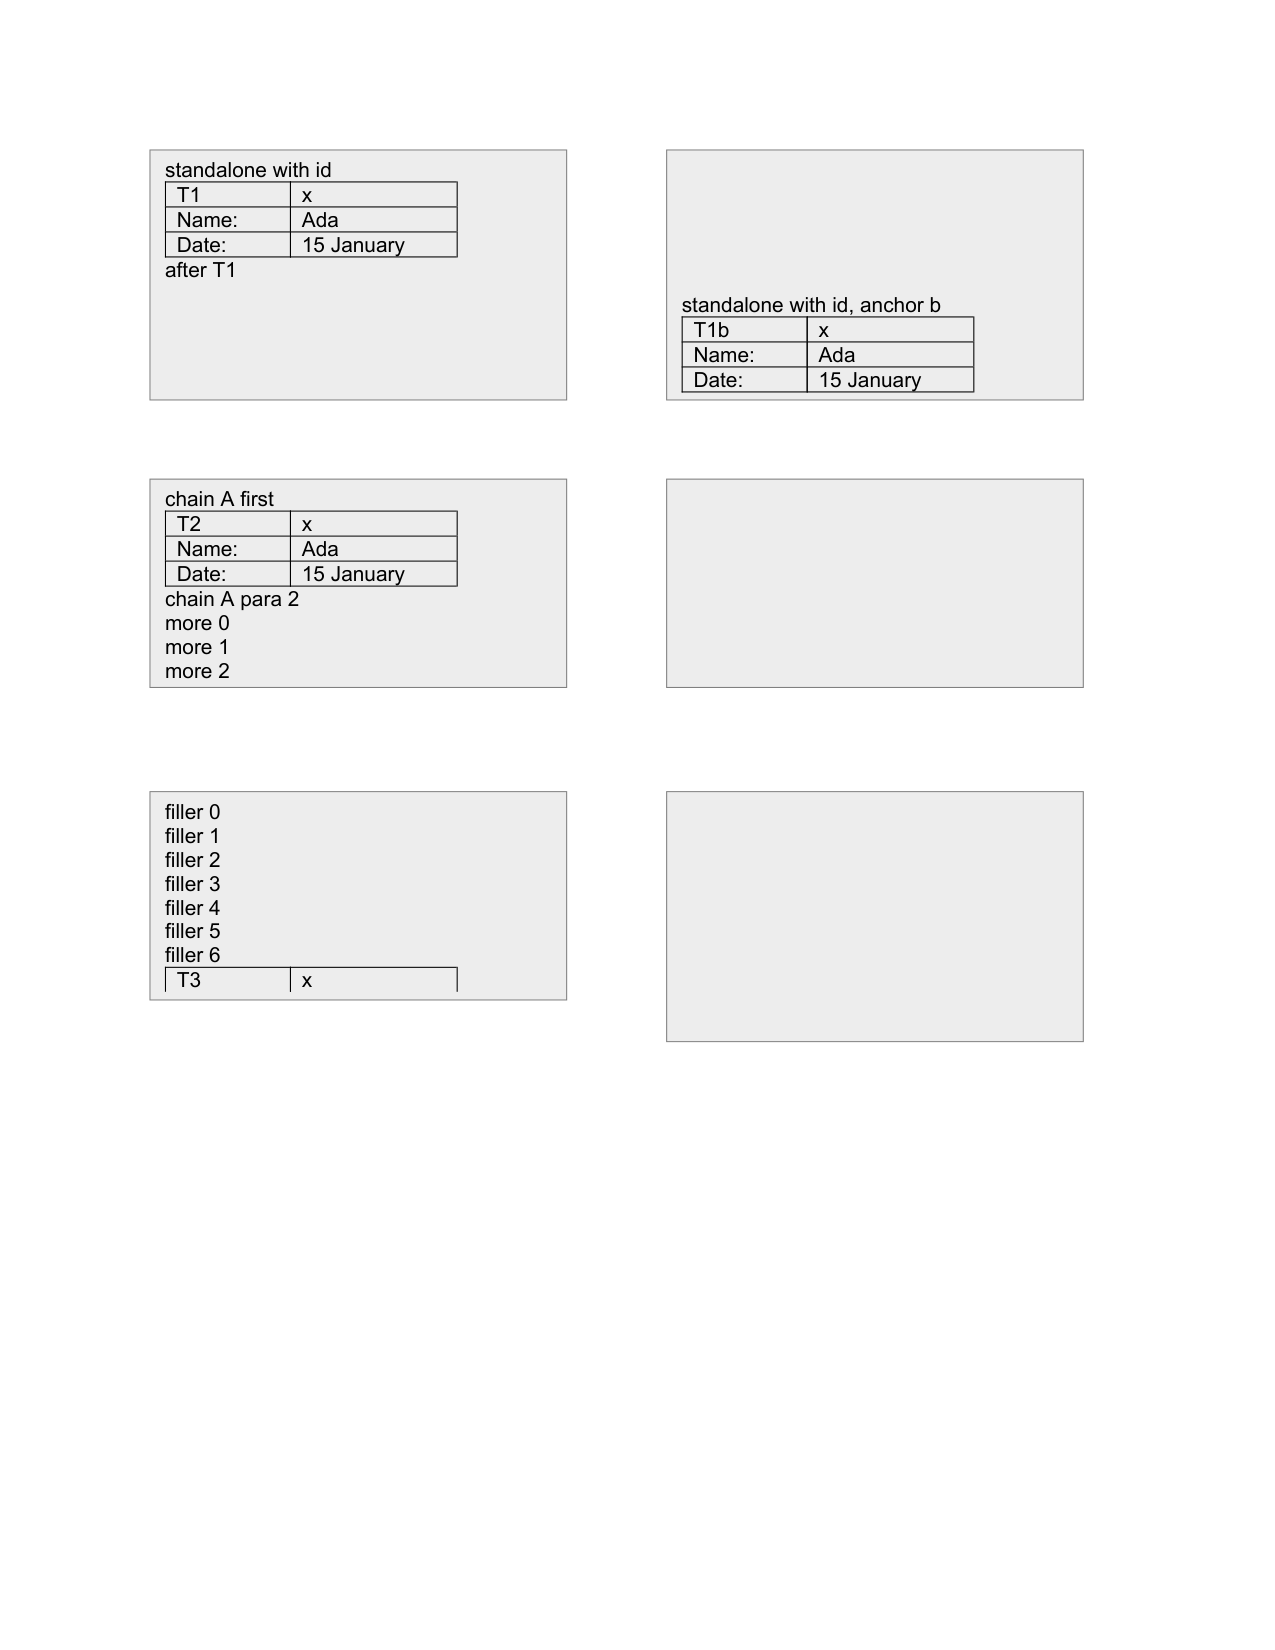 standalone with id
T1 x
Name: Ada
Date: 15 January
after T1
standalone with id, anchor b
T1b x
Name: Ada
Date: 15 January
chain A first
T2 x
Name: Ada
Date: 15 January
chain A para 2
more 0
more 1
more 2
filler 0
filler 1
filler 2
filler 3
filler 4
filler 5
filler 6
T3 x